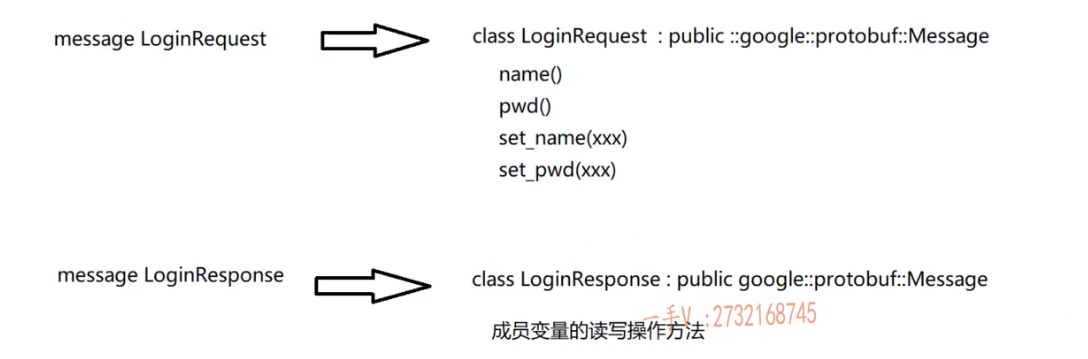 message LoginRequest
class LoginRequest : public ::google::protobuf::Message
name()
pwd()
set_name(xxx)
set_pwd(xxx)
message LoginResponse
class LoginResponse : public google::protobuf::Message
一手V :2732168745
成员变量的读写操作方法